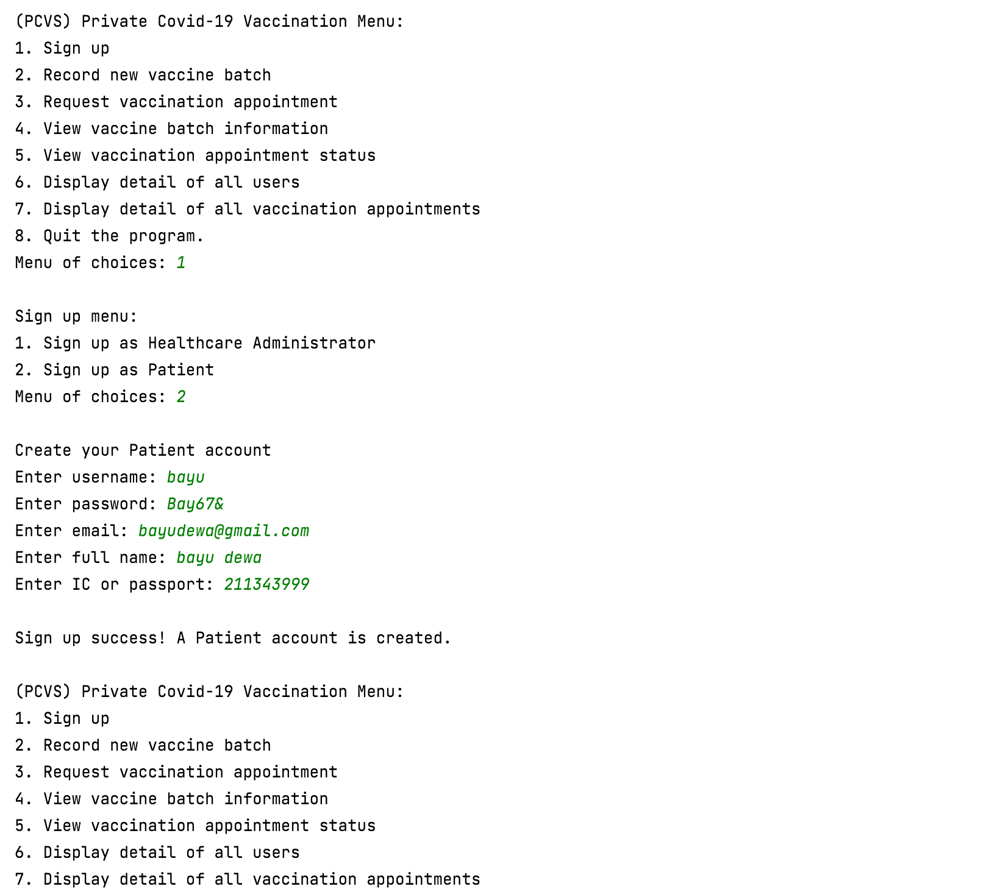 (PCVS) Private Covid-19 Vaccination Menu:
1. Sign up
2. Record new vaccine batch
3. Request vaccination appointment
4. View vaccine batch information
5. View vaccination appointment status
6. Display detail of all users
7. Display detail of all vaccination appointments
8. Quit the program.
Menu of choices: 1
Sign up menu:
1. Sign up as Healthcare Administrator
2. Sign up as Patient
Menu of choices: 2
Create your Patient account
Enter username: bayu
Enter password: Bay67&
Enter email: bayudewa@gmail.com
Enter full name: bayu dewa
Enter IC or passport: 211343999
Sign up success! A Patient account is created.
(PCVS) Private Covid-19 Vaccination Menu:
1. Sign up
2. Record new vaccine batch
3. Request vaccination appointment
4. View vaccine batch information
5. View vaccination appointment status
6. Display detail of all users
7. Display detail of all vaccination appointments